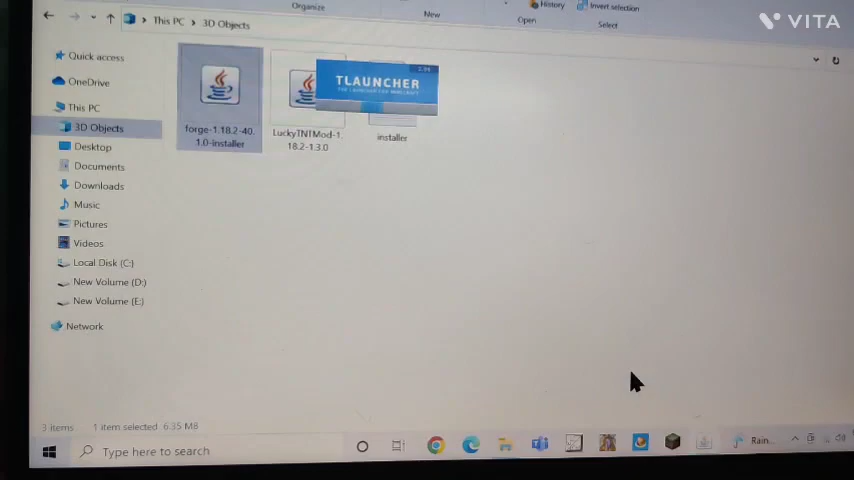 History
Invert selection
Organize
New
Open
Select
VITA
This PC > 3D Objects
Quick access
OneDrive
This PC
3D Objects
Desktop
Documents
Downloads
Music
Pictures
Videos
Local Disk (C:)
New Volume (D:)
New Volume (E:)
Network
forge-1.18.2-40.
1.0-installer
LuckyTNTMod-1.
18.2-1.3.0
installer
TLAUNCHER
3 items
1 item selected 6.35 MB
Type here to search
Rain...